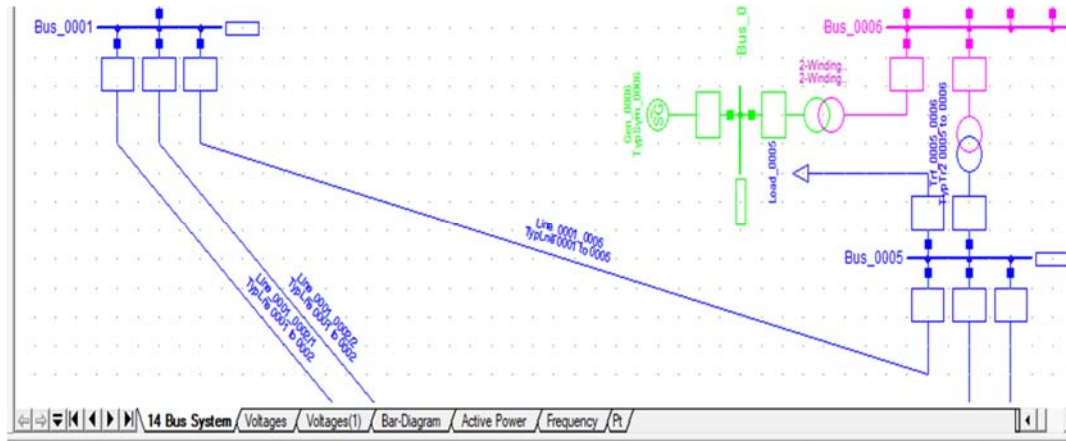 Bus_0001
Bus_0
Bus_0006
2-Winding..
2-Winding..
SG
Gen_0006
TypSym_0006
Load_0005
Trf_0005_0006
TypTr2 0005 to 0006
Line_0001_0005
TypLne 0001 To 0005
Bus_0005
Line_0001_0002/1
TypLne 0001 to 0002
Line_0001_0002/2
TypLne 0001 to 0002
14 Bus System Voltages Voltages(1) Bar-Diagram Active Power Frequency Pt